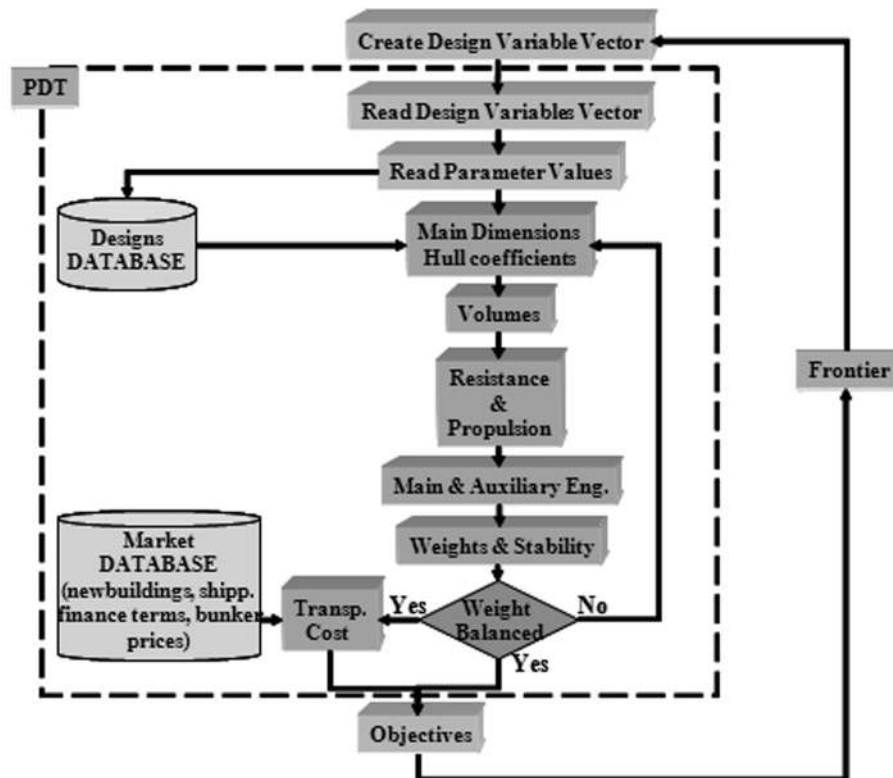 Create Design Variable Vector
PDT
Read Design Variables Vector
Read Parameter Values
Designs
DATABASE
Main Dimensions
Hull coefficients
Volumes
Resistance
&
Propulsion
Frontier
Main & Auxiliary Eng.
Weights & Stability
Market
DATABASE
(newbuildings, shipp.
finance terms, bunker
prices)
Transp.
Cost
Yes
Weight
Balanced
No
Yes
Objectives